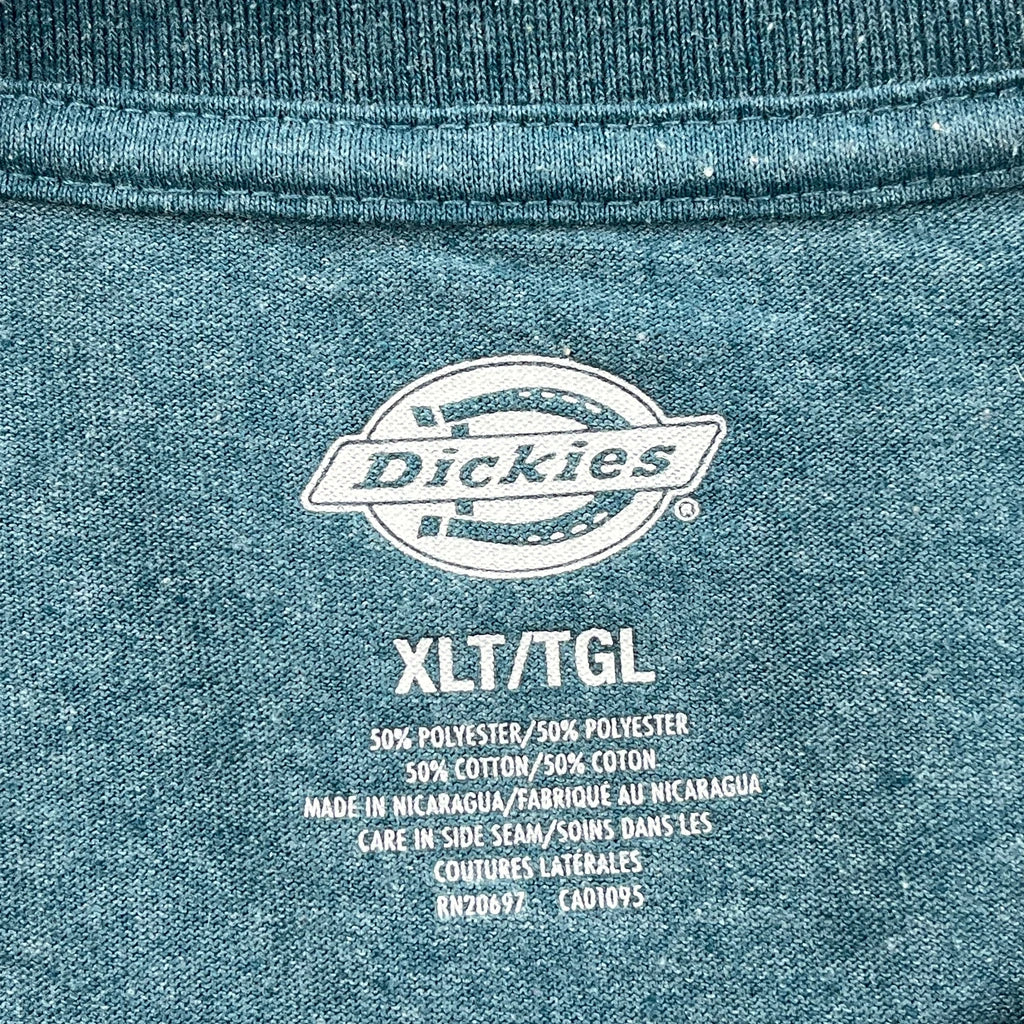 Dickies
®
XLT/TGL
50% POLYESTER/50% POLYESTER
50% COTTON/50% COTON
MADE IN NICARAGUA/FABRIQUÉ AU NICARAGUA
CARE IN SIDE SEAM/SOINS DANS LES
COUTURES LATÉRALES
RN20697 CA01095